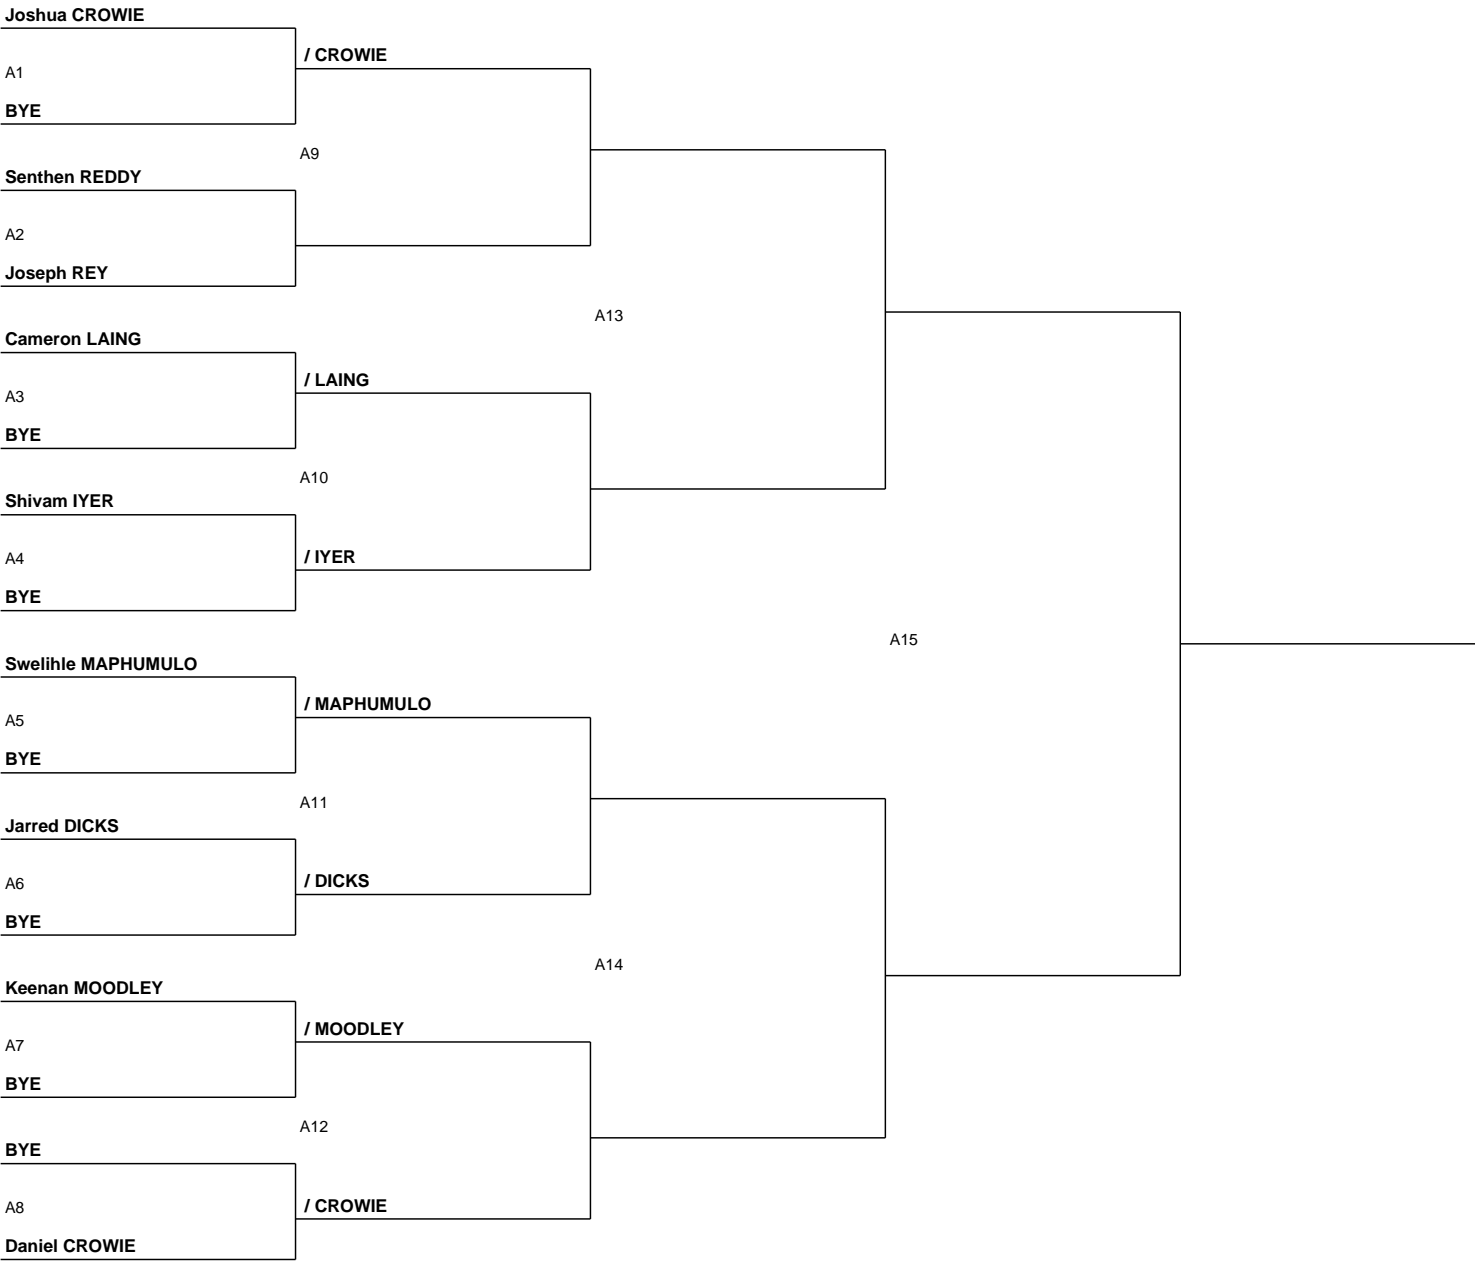 Joshua CROWIE
/ CROWIE
A1
BYE
A9
Senthen REDDY
A2
Joseph REY
A13
Cameron LAING
/ LAING
A3
BYE
A10
Shivam IYER
/ IYER
A4
BYE
A15
Swelihle MAPHUMULO
/ MAPHUMULO
A5
BYE
A11
Jarred DICKS
/ DICKS
A6
BYE
A14
Keenan MOODLEY
/ MOODLEY
A7
BYE
A12
BYE
/ CROWIE
A8
Daniel CROWIE